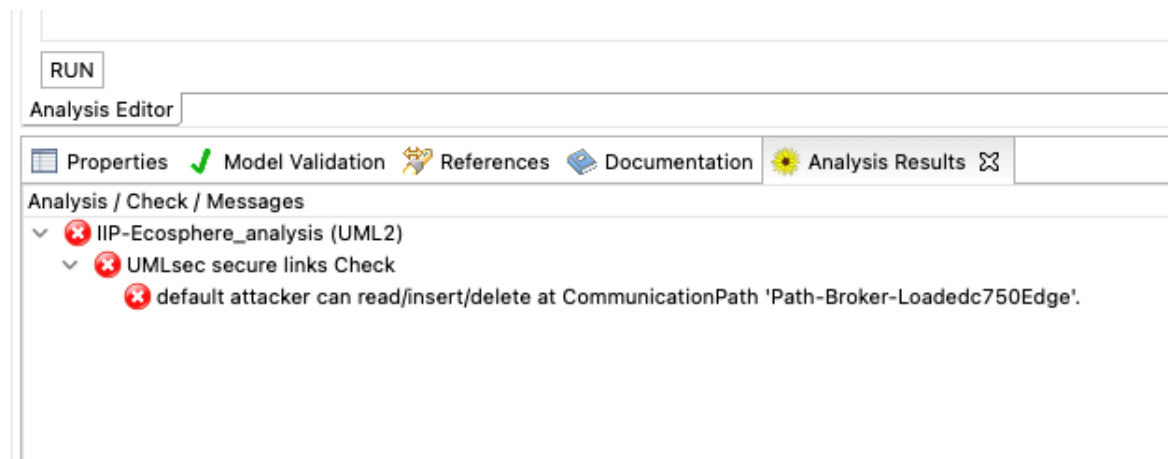 RUN
Analysis Editor
Properties Model Validation References Documentation Analysis Results
Analysis / Check / Messages
IIP-Ecosphere_analysis (UML2)
UMLsec secure links Check
default attacker can read/insert/delete at CommunicationPath 'Path-Broker-Loadedc750Edge'.